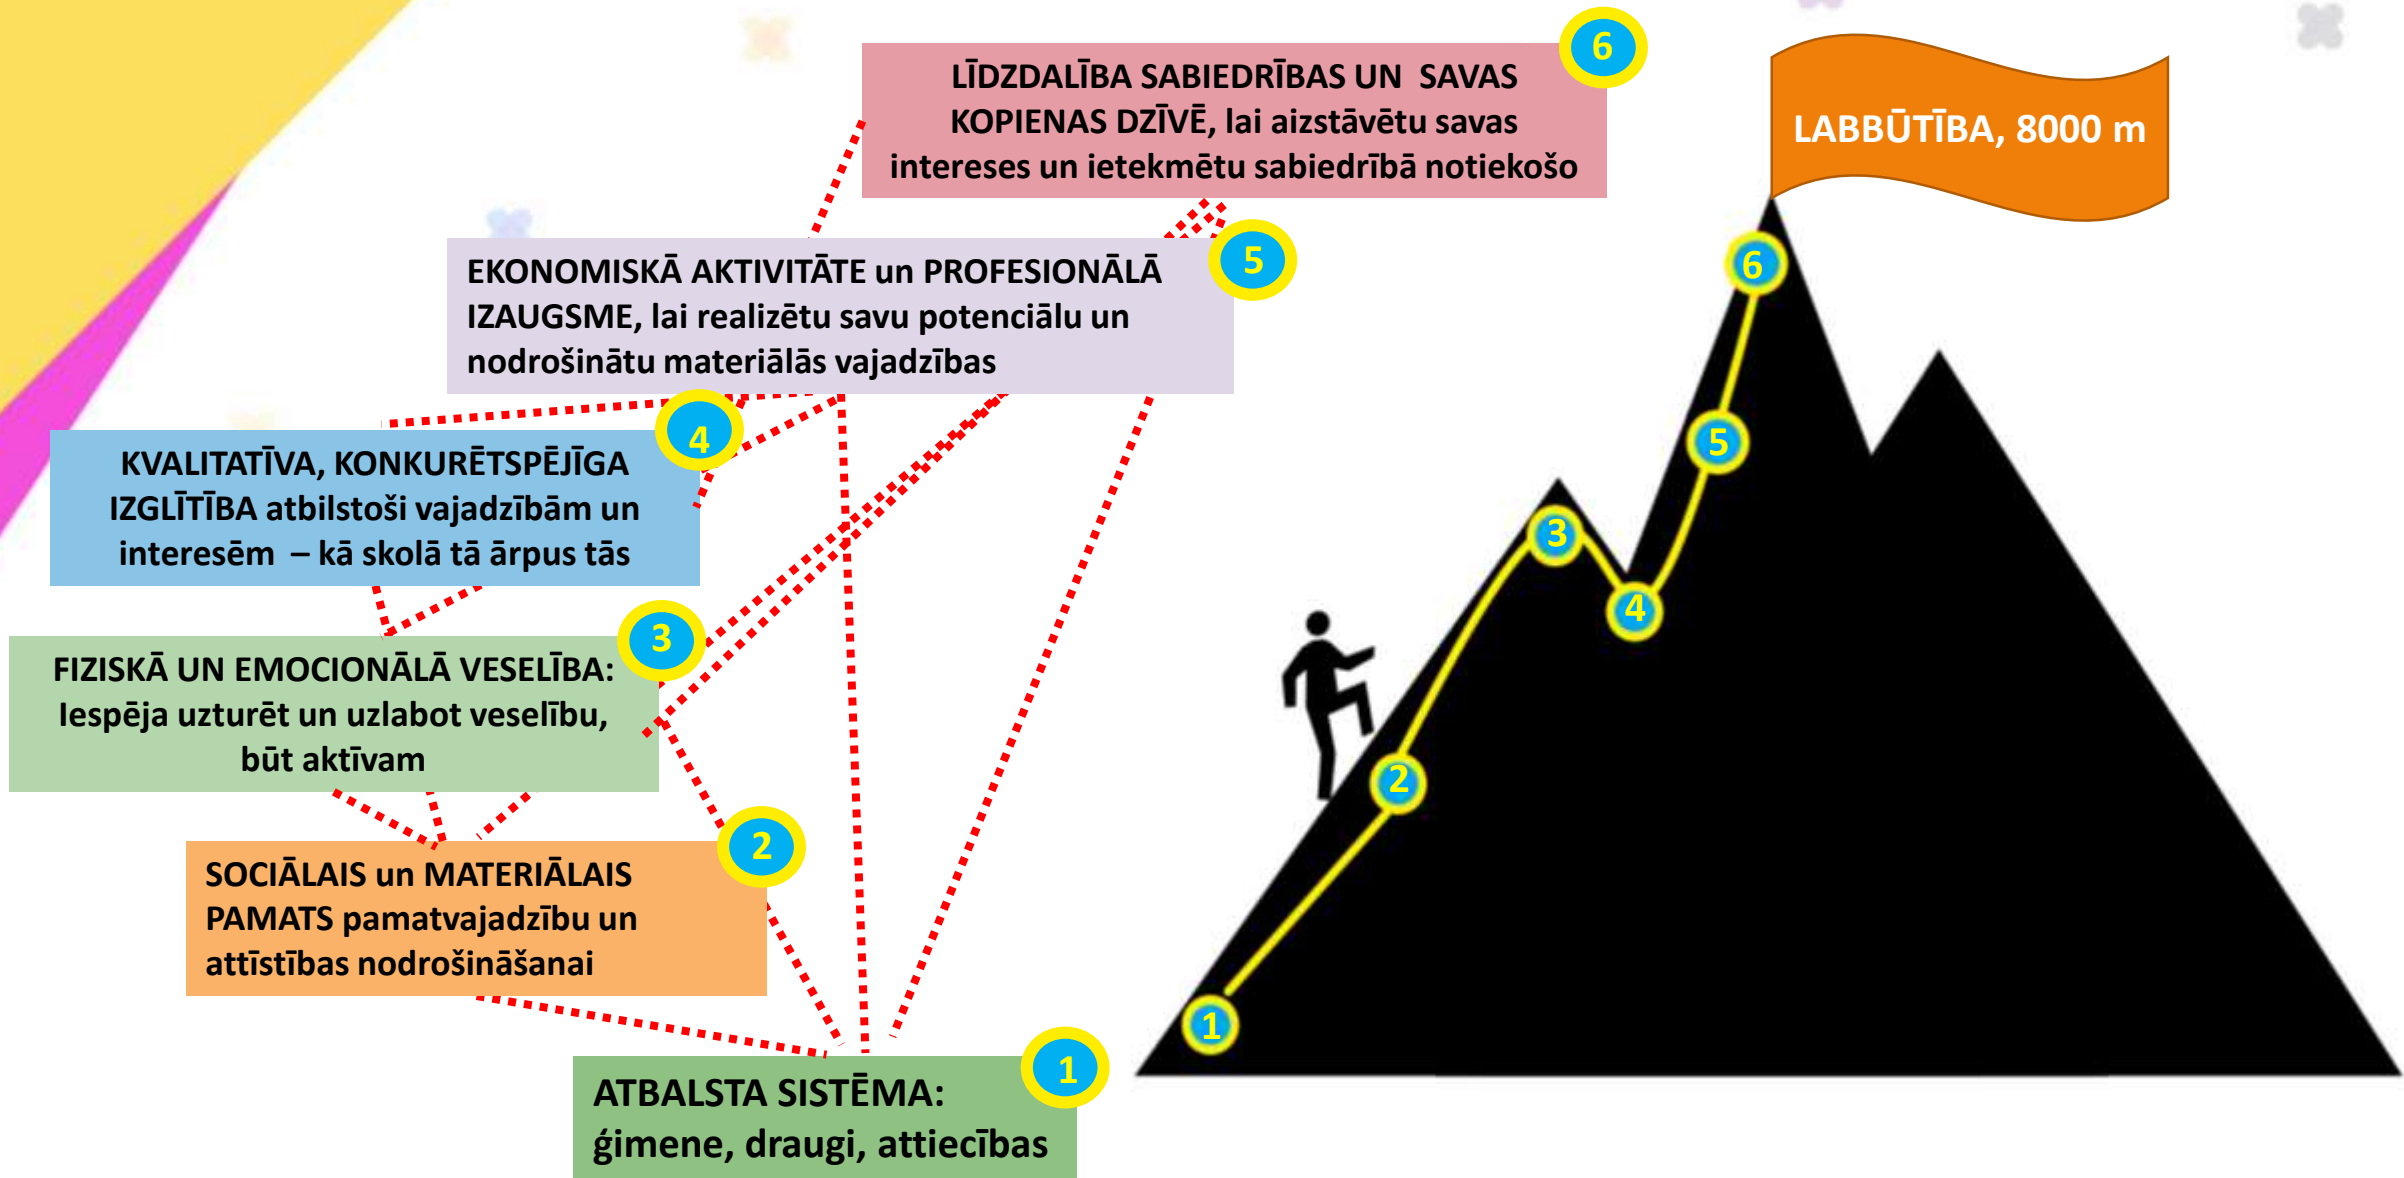 6
LĪDZDALĪBA SABIEDRĪBAS UN SAVAS
KOPIENAS DZĪVĒ, lai aizstāvētu savas
intereses un ietekmētu sabiedrībā notiekošo
5
EKONOMISKĀ AKTIVITĀTE un PROFESIONĀLĀ
IZAUGSME, lai realizētu savu potenciālu un
nodrošinātu materiālās vajadzības
4
KVALITATĪVA, KONKURĒTSPĒJĪGA
IZGLĪTĪBA atbilstoši vajadzībām un
interesēm – kā skolā tā ārpus tās
3
FIZISKĀ UN EMOCIONĀLĀ VESELĪBA:
Iespēja uzturēt un uzlabot veselību,
būt aktīvam
2
SOCIĀLAIS un MATERIĀLAIS
PAMATS pamatvajadzību un
attīstības nodrošināšanai
1
ATBALSTA SISTĒMA:
ģimene, draugi, attiecības
LABBŪTĪBA, 8000 m
6
5
3
4
2
1